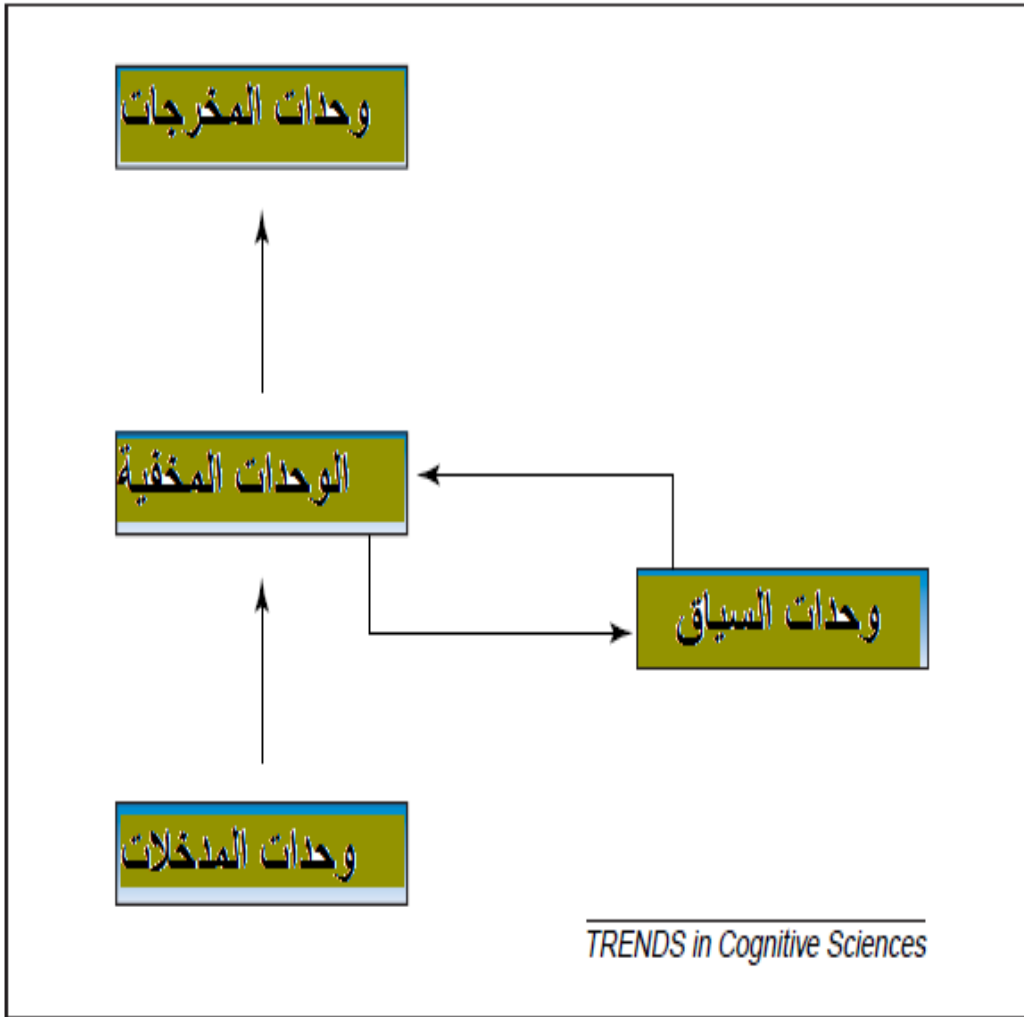 وحدات المخرجات
الوحدات المخفية
وحدات السياق
وحدات المدخلات
TRENDS in Cognitive Sciences